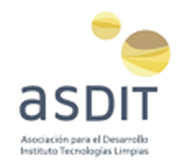 asDIT
Asociación para el Desarrollo
Instituto Tecnologías Limpias